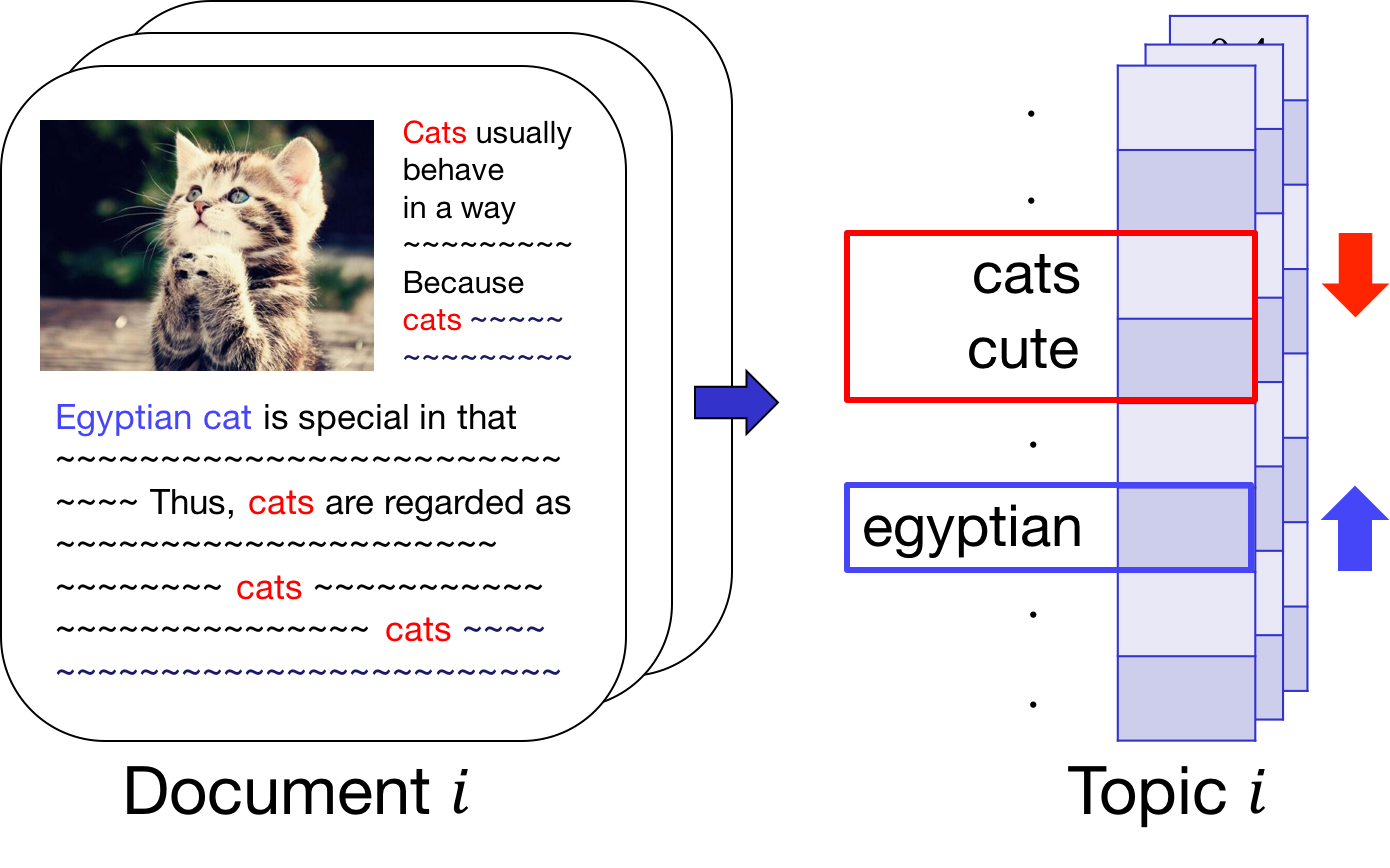 Cats usually
behave
in a way
~~~~~~~~~
Because
cats ~~~~~
~~~~~~~~~
Egyptian cat is special in that
~~~~~~~~~~~~~~~~~~~~~~~~
~~~~ Thus, cats are regarded as
~~~~~~~~~~~~~~~~~~~~~
~~~~~~~~ cats ~~~~~~~~~~~
~~~~~~~~~~~~~~~ cats ~~~~
~~~~~~~~~~~~~~~~~~~~~~~~
Document i
.
.
cats
cute
.
egyptian
.
.
Topic i